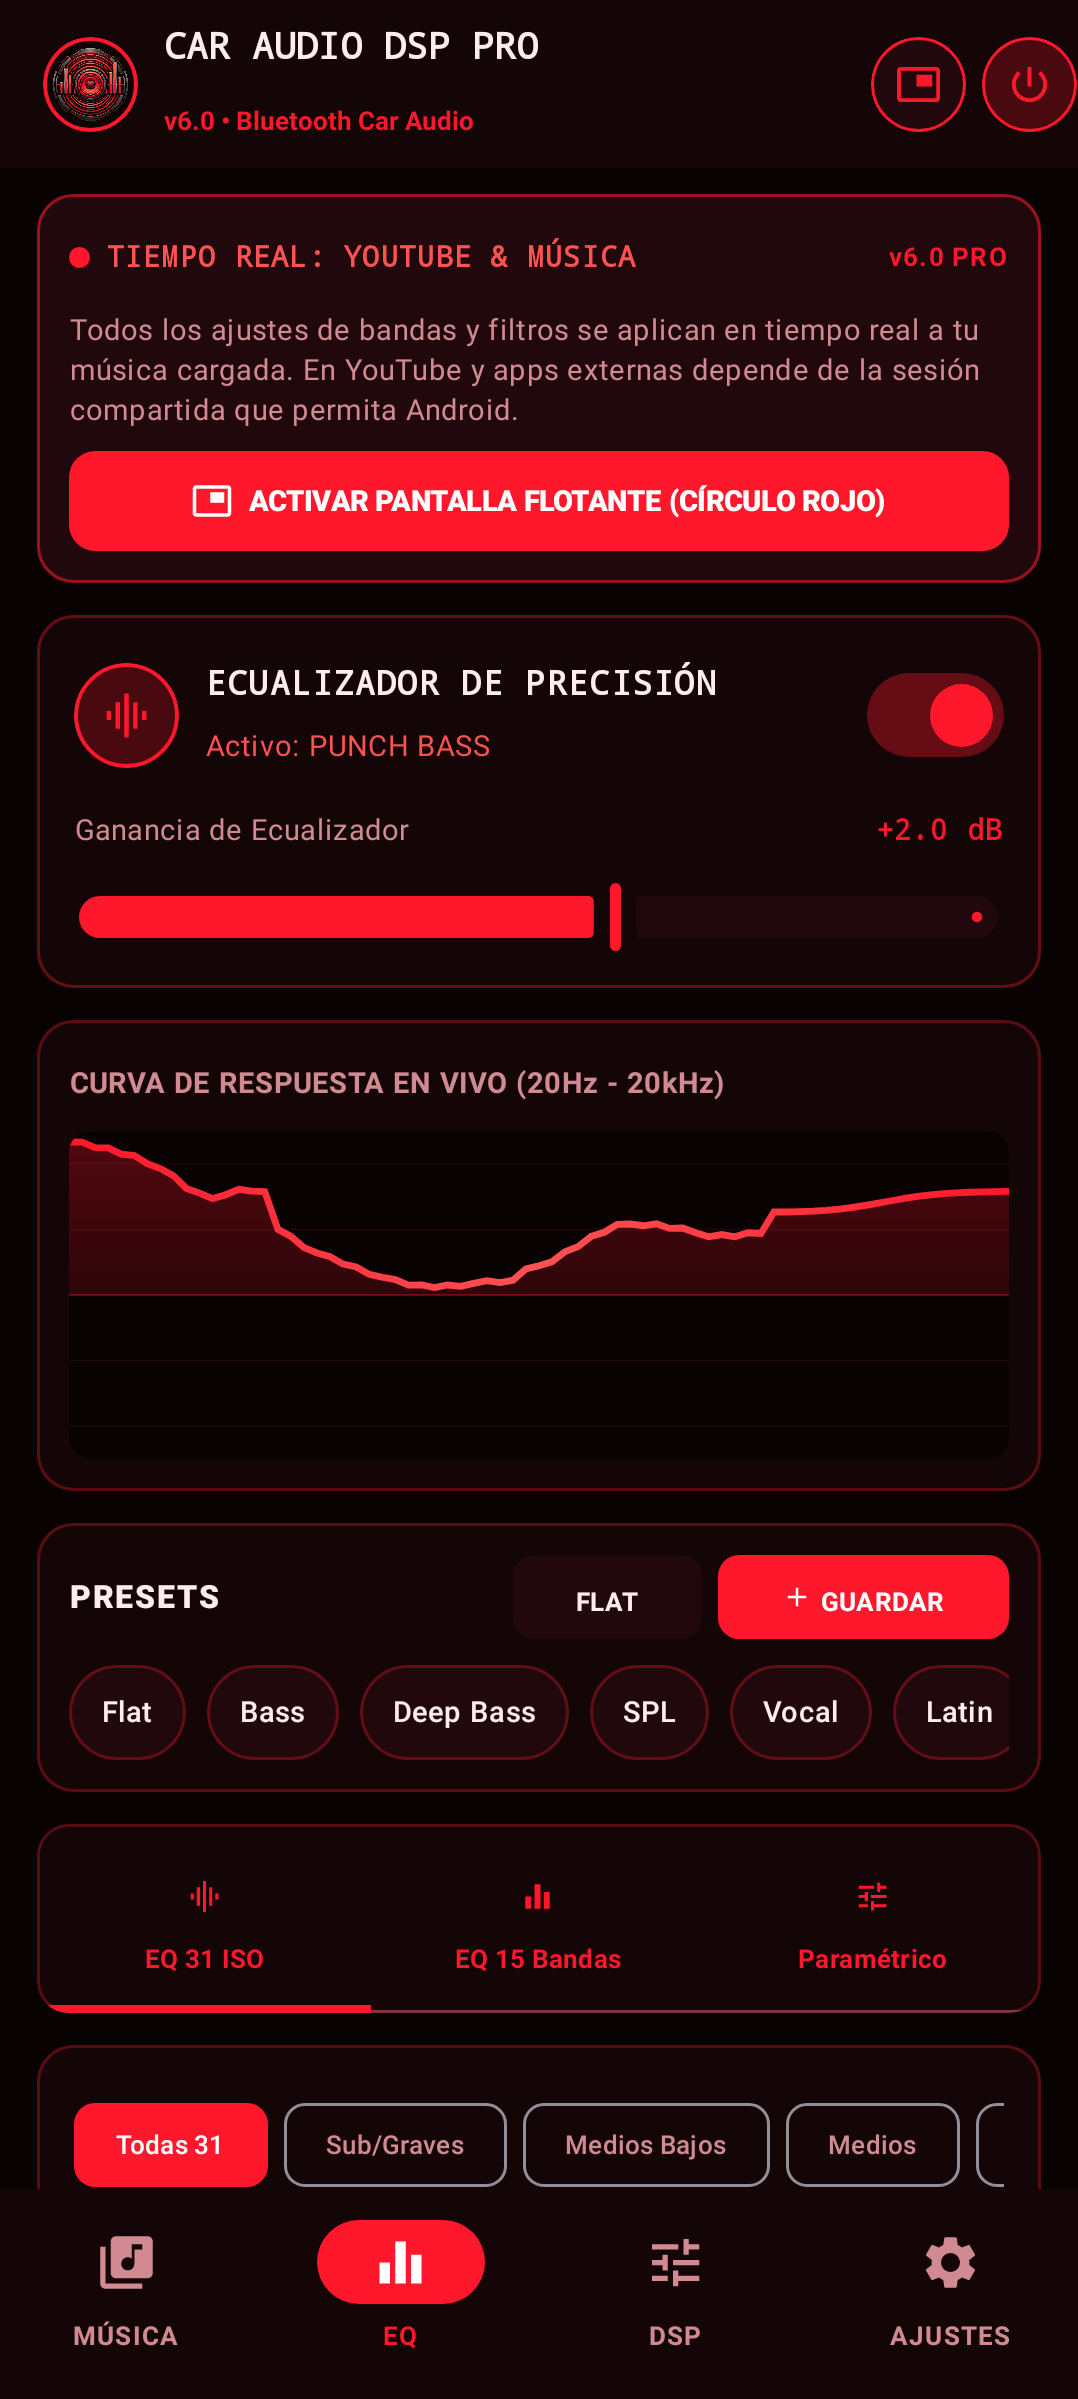 CAR AUDIO DSP PRO
v6.0 • Bluetooth Car Audio
TIEMPO REAL: YOUTUBE & MÚSICA
v6.0 PRO
Todos los ajustes de bandas y filtros se aplican en tiempo real a tu
música cargada. En YouTube y apps externas depende de la sesión
compartida que permita Android.
ACTIVAR PANTALLA FLOTANTE (CÍRCULO ROJO)
ECUALIZADOR DE PRECISIÓN
Activo: PUNCH BASS
Ganancia de Ecualizador
+2.0 dB
CURVA DE RESPUESTA EN VIVO (20Hz - 20kHz)
PRESETS
FLAT
+ GUARDAR
Flat
Bass
Deep Bass
SPL
Vocal
Latin
EQ 31 ISO
EQ 15 Bandas
Paramétrico
Todas 31
Sub/Graves
Medios Bajos
Medios
MÚSICA
EQ
DSP
AJUSTES